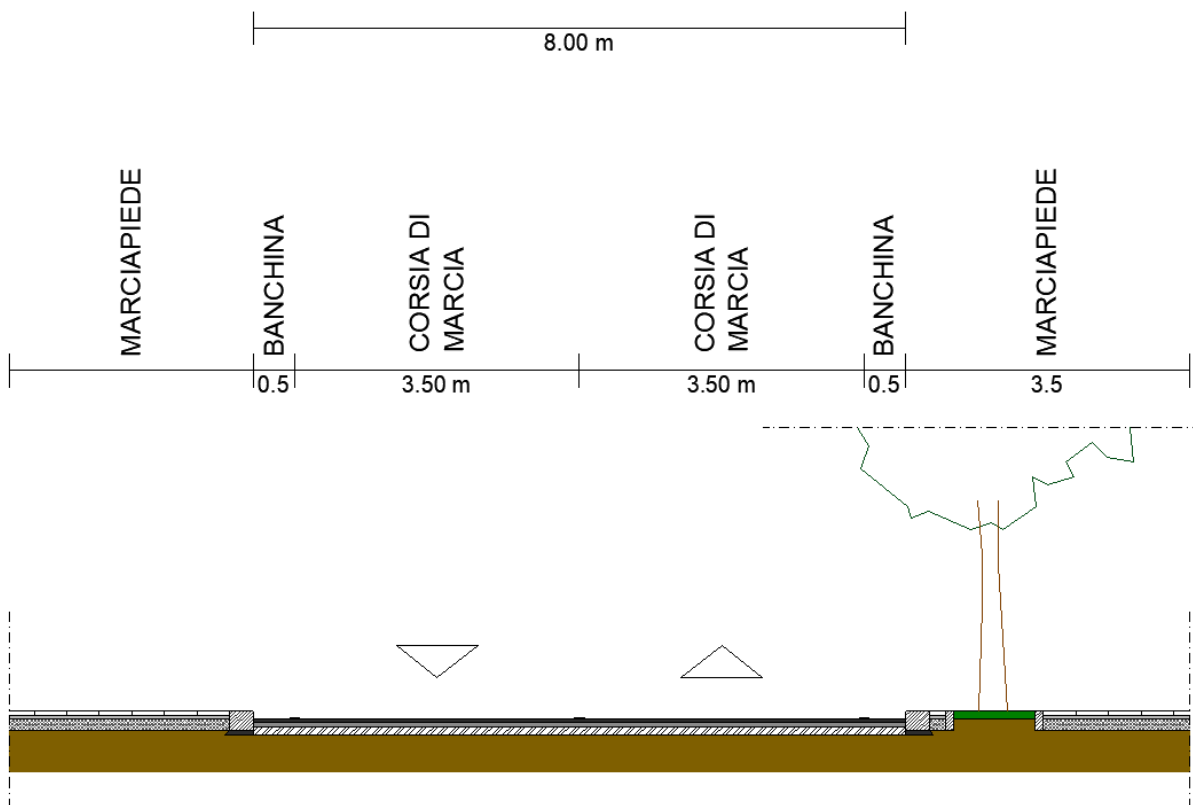 8.00 m
MARCIAPIEDE
BANCHINA
CORSIA DI
MARCIA
CORSIA DI
MARCIA
BANCHINA
MARCIAPIEDE
0.5
3.50 m
3.50 m
0.5
3.5